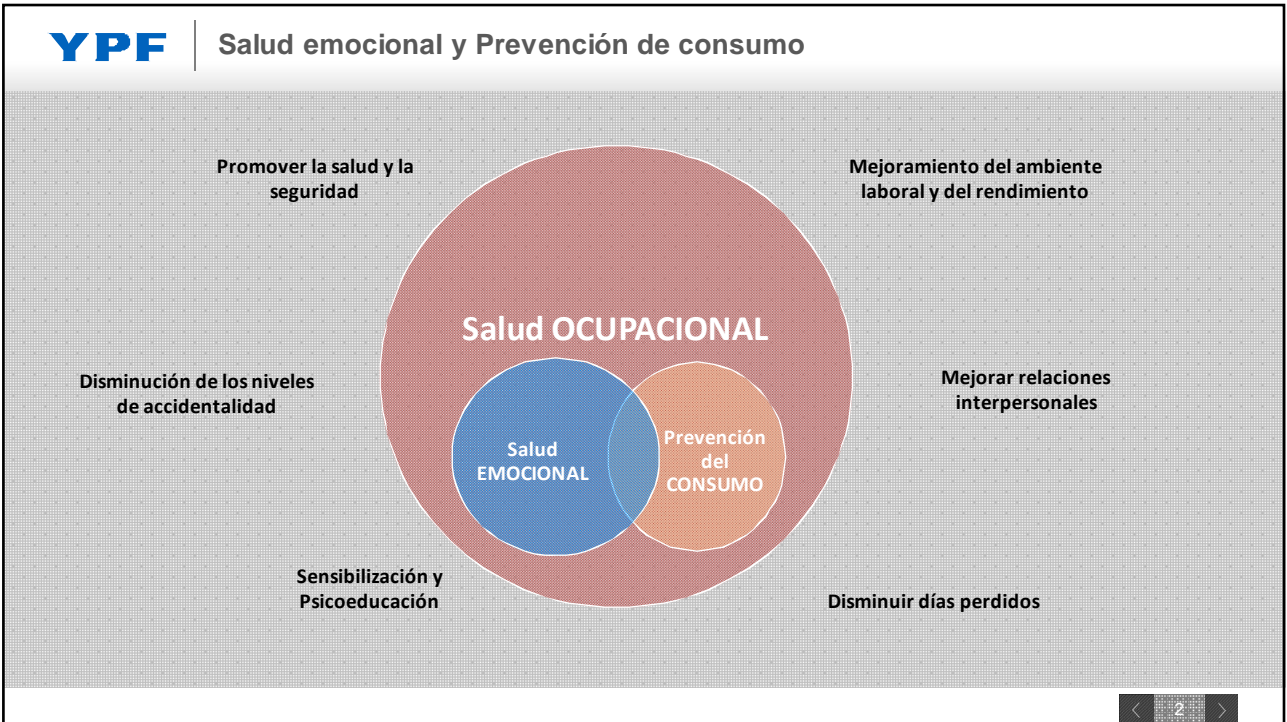 YPF
Salud emocional y Prevención de consumo
Promover la salud y la
seguridad
Mejoramiento del ambiente
laboral y del rendimiento
Salud OCUPACIONAL
Disminución de los niveles
de accidentalidad
Mejorar relaciones
interpersonales
Salud
EMOCIONAL
Prevención
del
CONSUMO
Sensibilización y
Psicoeducación
Disminuir días perdidos
2